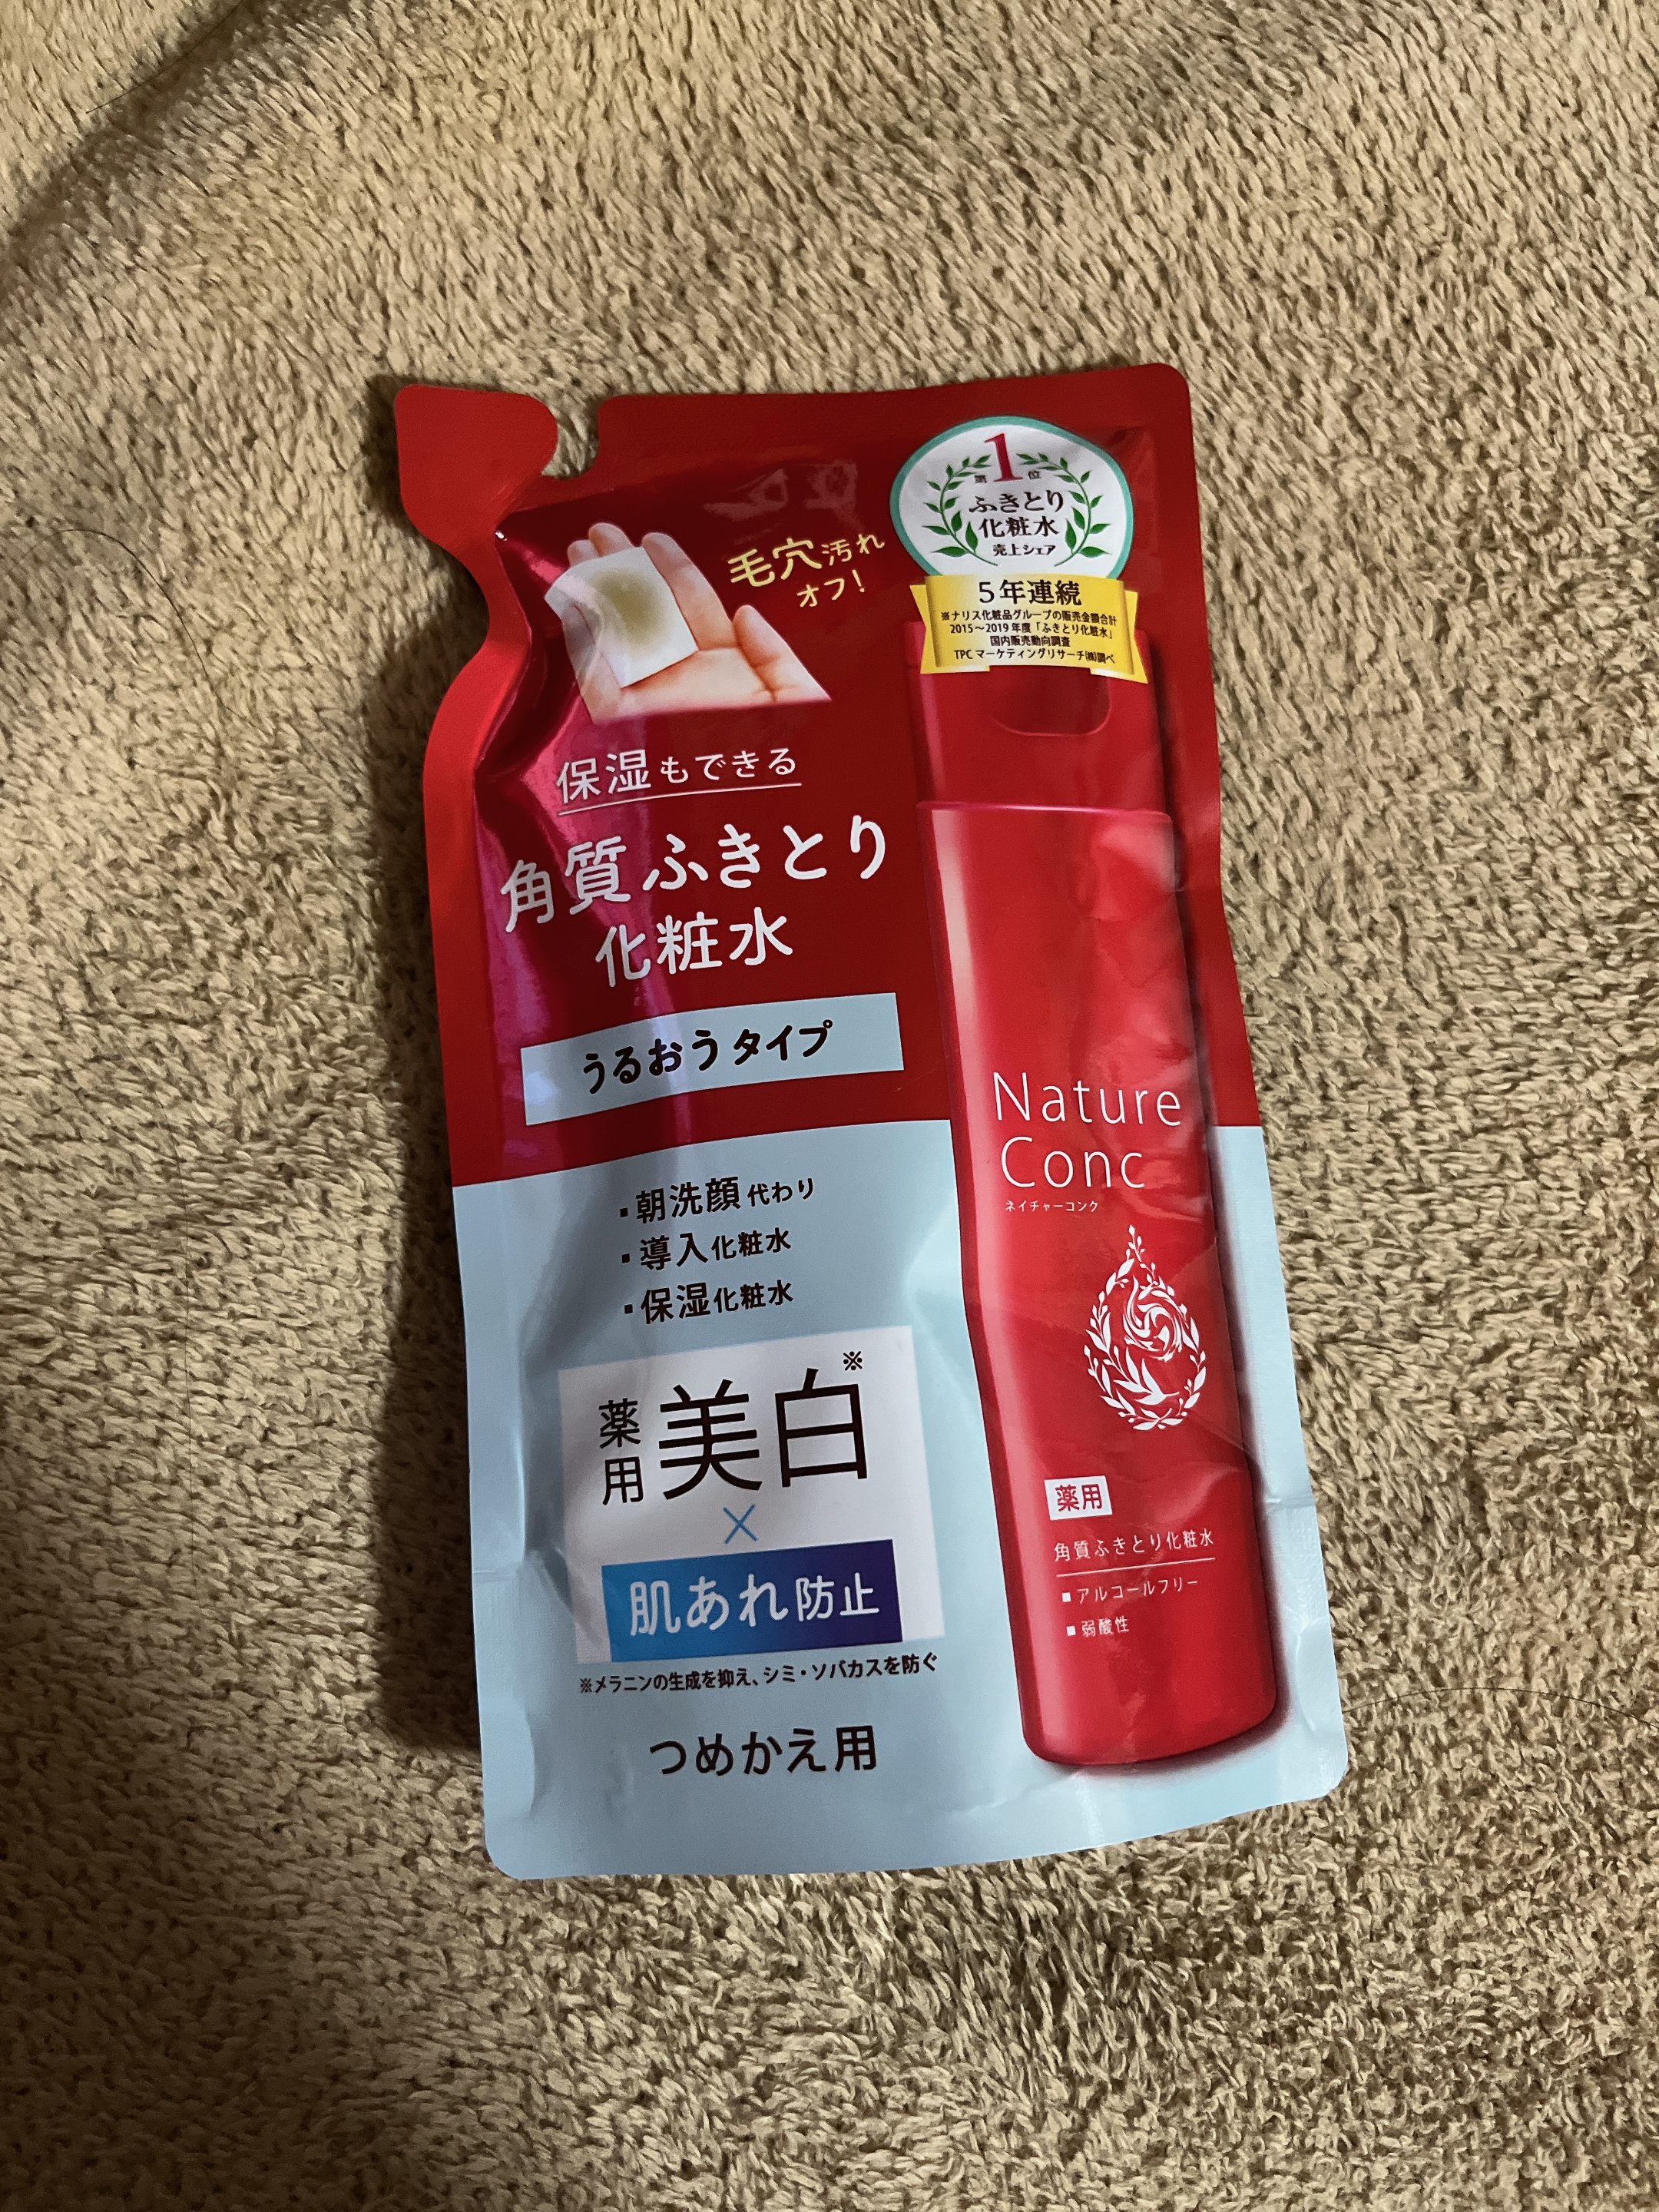 第1位
ふきとり
化粧水
売上シェア
5年連続
※ナリス化粧品グループの販売金額合計
2015~2019年度「ふきとり化粧水」
国内販売動向調査
TPCマーケティングリサーチ㈱調べ
毛穴汚れ
オフ!
保湿もできる
角質ふきとり
化粧水
うるおうタイプ
・朝洗顔代わり
・導入化粧水
・保湿化粧水
薬用美白※
×
肌あれ防止
※メラニンの生成を抑え、シミ・ソバカスを防ぐ
つめかえ用
Nature
Conc
ネイチャーコンク
薬用
角質ふきとり化粧水
■アルコールフリー
■弱酸性